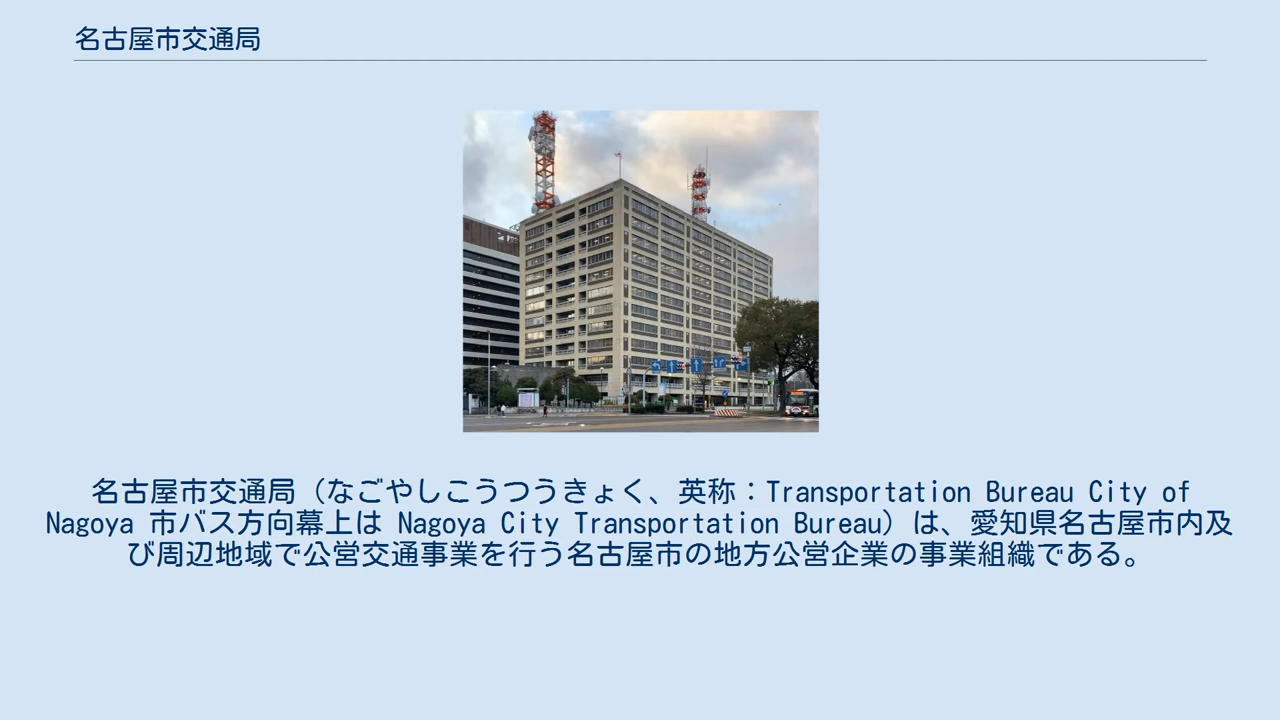 名古屋市交通局
名古屋市交通局（なごやしこうつうきょく、英称：Transportation Bureau City of
Nagoya 市バス方向幕上は Nagoya City Transportation Bureau）は、愛知県名古屋市内及
び周辺地域で公営交通事業を行う名古屋市の地方公営企業の事業組織である。